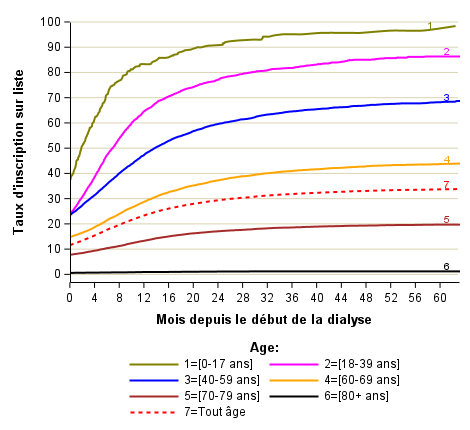 Taux d'inscription sur liste
100
90
80
70
60
50
40
30
20
10
0
1
2
3
4
7
5
6
0 4 8 12 16 20 24 28 32 36 40 44 48 52 56 60
Mois depuis le début de la dialyse
Age:
1=[0-17 ans] 2=[18-39 ans]
3=[40-59 ans] 4=[60-69 ans]
5=[70-79 ans] 6=[80+ ans]
7=Tout âge